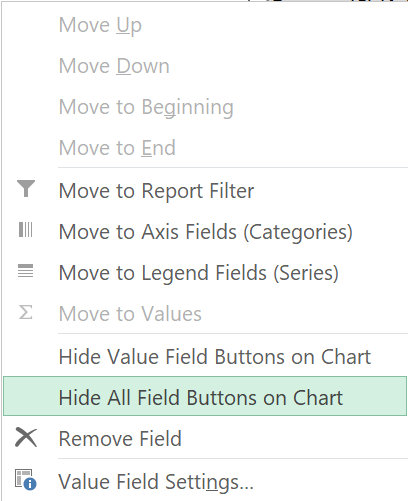 Move Up
Move Down
Move to Beginning
Move to End
Move to Report Filter
Move to Axis Fields (Categories)
Move to Legend Fields (Series)
Move to Values
Hide Value Field Buttons on Chart
Hide All Field Buttons on Chart
Remove Field
Value Field Settings...